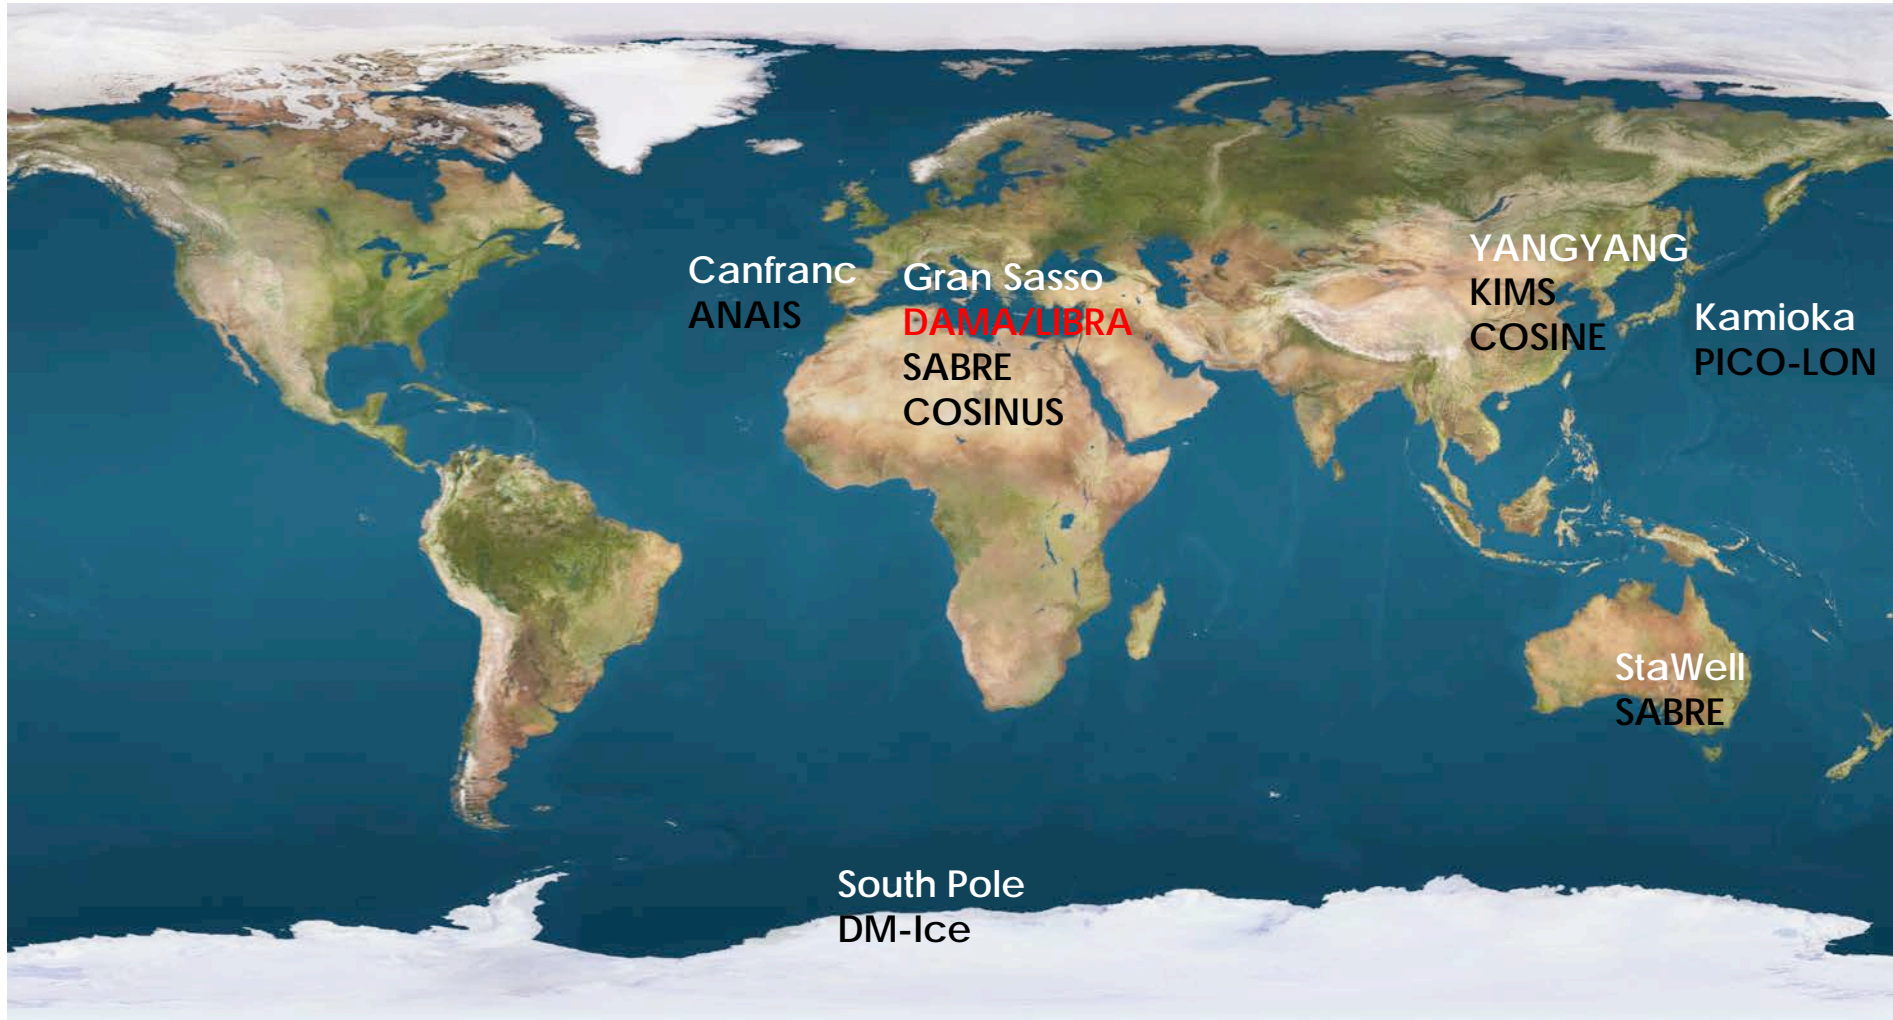 Canfranc
ANAIS
Gran Sasso
DAMA/LIBRA
SABRE
COSINUS
YANGYANG
KIMS
COSINE
Kamioka
PICO-LON
StaWell
SABRE
South Pole
DM-Ice